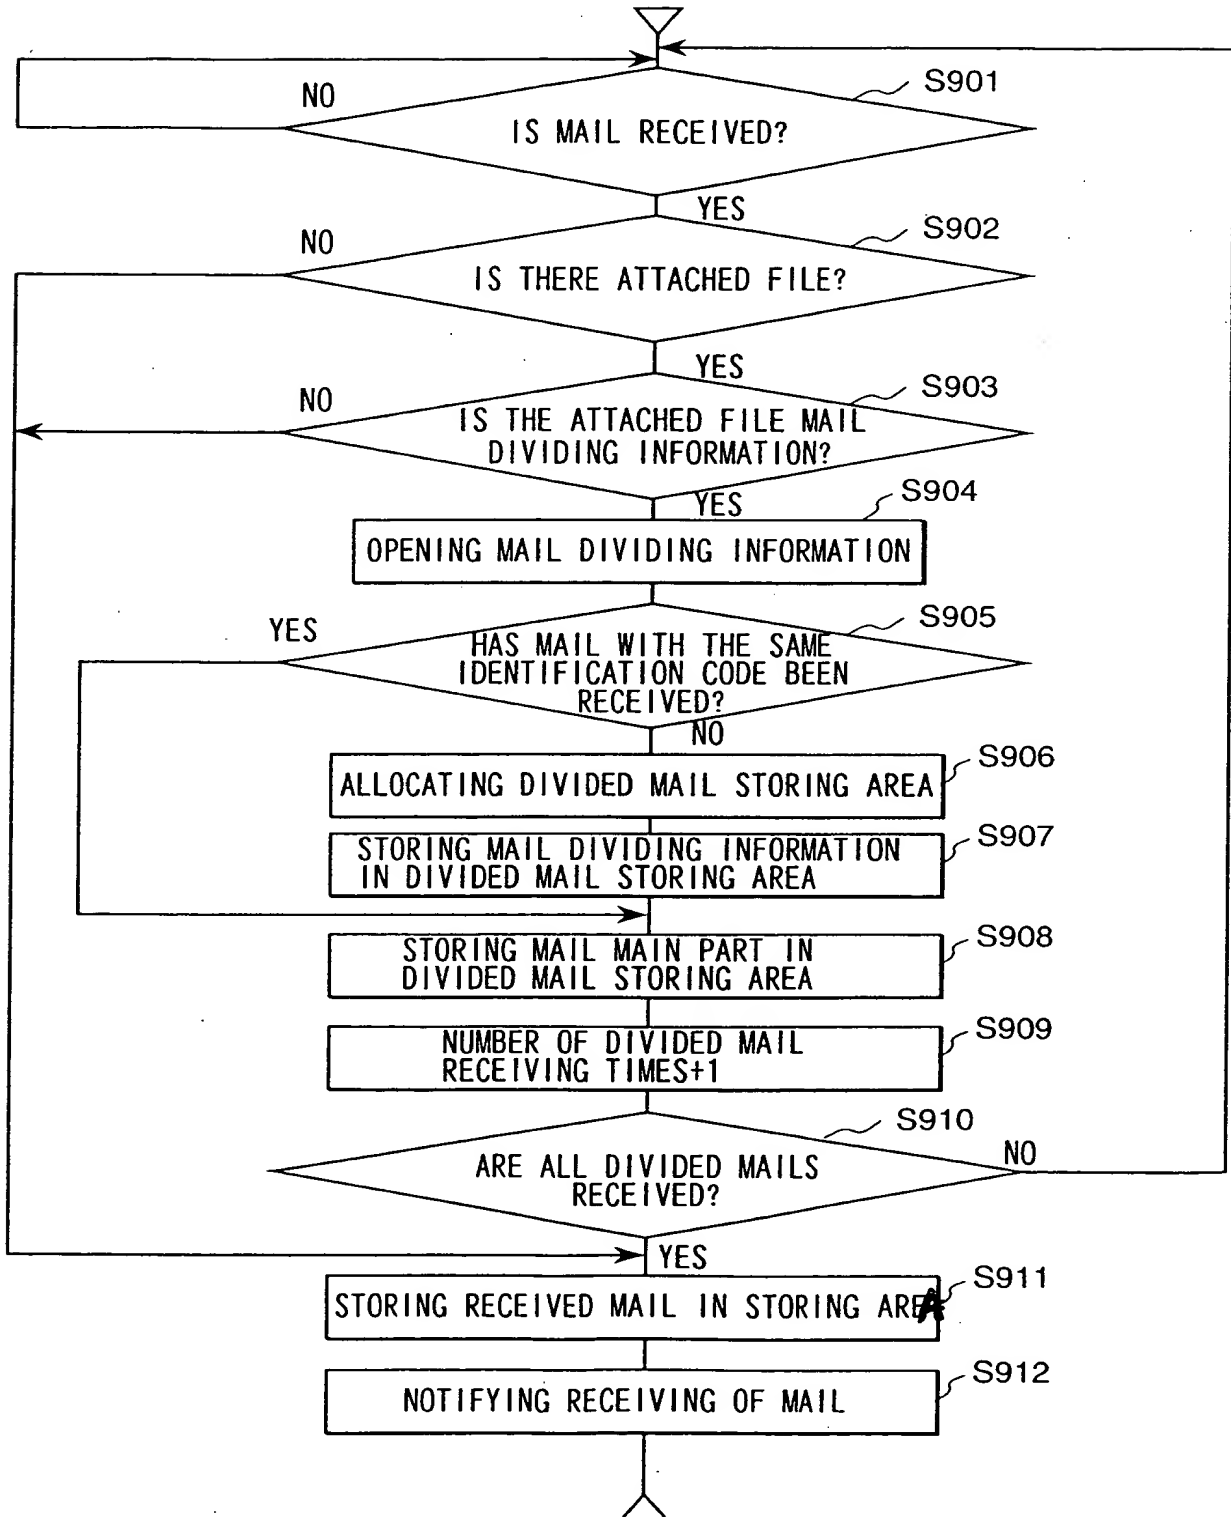 S901
NO
IS MAIL RECEIVED?
YES
S902
NO
IS THERE ATTACHED FILE?
YES
S903
NO
IS THE ATTACHED FILE MAIL
DIVIDING INFORMATION?
YES
S904
OPENING MAIL DIVIDING INFORMATION
S905
YES
HAS MAIL WITH THE SAME
IDENTIFICATION CODE BEEN
RECEIVED?
NO
S906
ALLOCATING DIVIDED MAIL STORING AREA
S907
STORING MAIL DIVIDING INFORMATION
IN DIVIDED MAIL STORING AREA
S908
STORING MAIL MAIN PART IN
DIVIDED MAIL STORING AREA
S909
NUMBER OF DIVIDED MAIL
RECEIVING TIMES+1
S910
NO
ARE ALL DIVIDED MAILS
RECEIVED?
YES
S911
STORING RECEIVED MAIL IN STORING AREA
S912
NOTIFYING RECEIVING OF MAIL